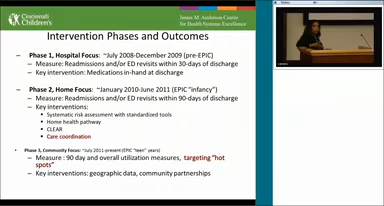 Cincinnati
Children's
James M. Anderson Center
for Health Systems Excellence
Intervention Phases and Outcomes
– Phase 1, Hospital Focus: ~July 2008-December 2009 (pre-EPIC)
– Measure: Readmissions and/or ED revisits within 30-days of discharge
– Key intervention: Medications in-hand at discharge
– Phase 2, Home Focus: ~January 2010-June 2011 (EPIC "infancy")
– Measure: Readmissions and/or ED revisits within 90-days of discharge
– Key interventions:
• Systematic risk assessment with standardized tools
• Home health pathway
• CLEAR
• Care coordination
– Phase 3, Community Focus: ~July 2011-present (EPIC "teen" years)
– Measure : 90 day and overall utilization measures, targeting "hot
spots"
– Key interventions: geographic data, community partnerships